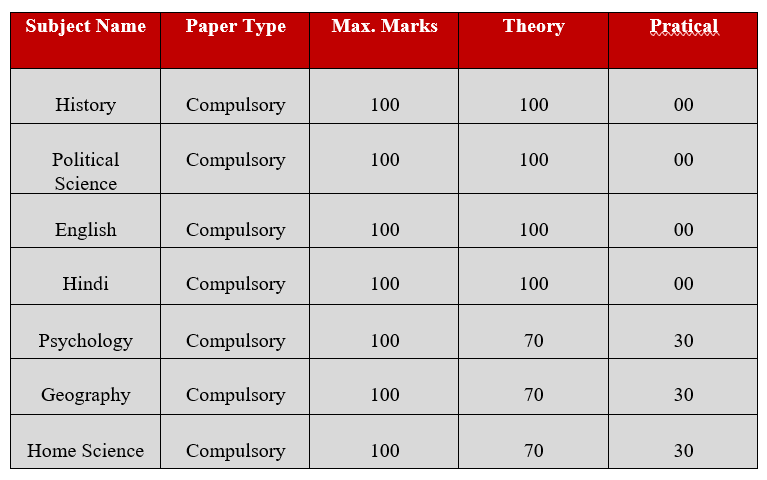 Subject Name Paper Type Max. Marks Theory Pratical
History Compulsory 100 100 00
Political Science Compulsory 100 100 00
English Compulsory 100 100 00
Hindi Compulsory 100 100 00
Psychology Compulsory 100 70 30
Geography Compulsory 100 70 30
Home Science Compulsory 100 70 30